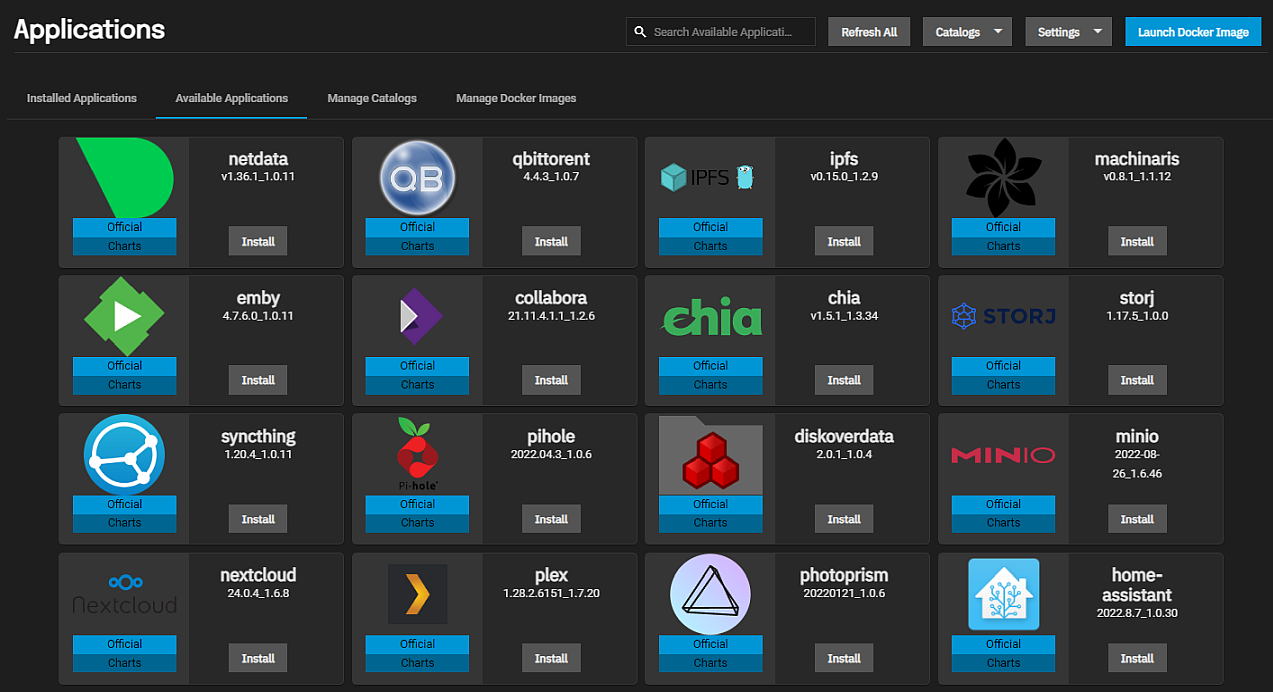 Applications
Search Available Applicati...
Refresh All
Catalogs
Settings
Launch Docker Image
Installed Applications
Available Applications
Manage Catalogs
Manage Docker Images
netdata
v1.36.1_1.0.11
Official
Charts
Install
QB
qbittorent
4.4.3_1.0.7
Official
Charts
Install
IPFS
ipfs
v0.15.0_1.2.9
Official
Charts
Install
machinaris
v0.8.1_1.1.12
Official
Charts
Install
emby
4.7.6.0_1.0.11
Official
Charts
Install
collabora
21.11.4.1.1_1.2.6
Official
Charts
Install
chia
chia
v1.5.1_1.3.34
Official
Charts
Install
STORJ
storj
1.17.5_1.0.0
Official
Charts
Install
syncthing
1.20.4_1.0.11
Official
Charts
Install
Pi-hole®
pihole
2022.04.3_1.0.6
Official
Charts
Install
diskoverdata
2.0.1_1.0.4
Official
Charts
Install
MINIO
minio
2022-08-
26_1.6.46
Official
Charts
Install
Nextcloud
nextcloud
24.0.4_1.6.8
Official
Charts
Install
plex
1.28.2.6151_1.7.20
Official
Charts
Install
photoprism
20220121_1.0.6
Official
Charts
Install
home-
assistant
2022.8.7_1.0.30
Official
Charts
Install